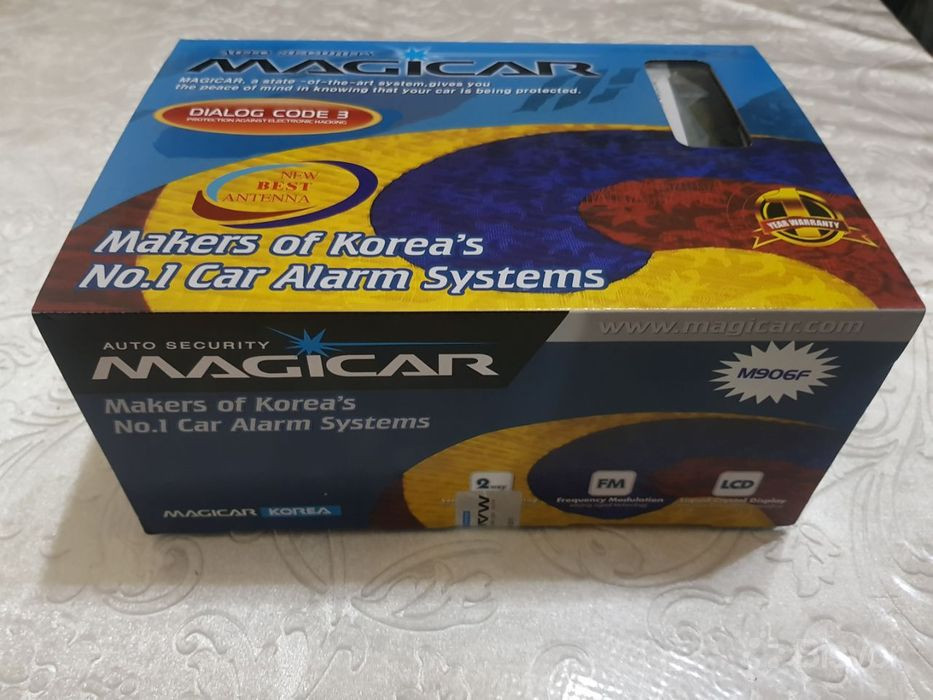 AUTO SECURITY
MAGICAR
MAGICAR, a state -of-the-art system,gives you
the peace of mind in knowing that your car is being protected.
DIALOG CODE 3
PROTECTION AGAINST ELECTRONIC HACKING
NEW
BEST
ANTENNA
1
YEAR WARRANTY
Makers of Korea's
No.1 Car Alarm Systems
www.magicar.com
AUTO SECURITY
MAGICAR
M906F
Makers of Korea's
No.1 Car Alarm Systems
2way
FM
LCD
Frequency Modulation
Liquid Crystal Display
MAGICAR KOREA